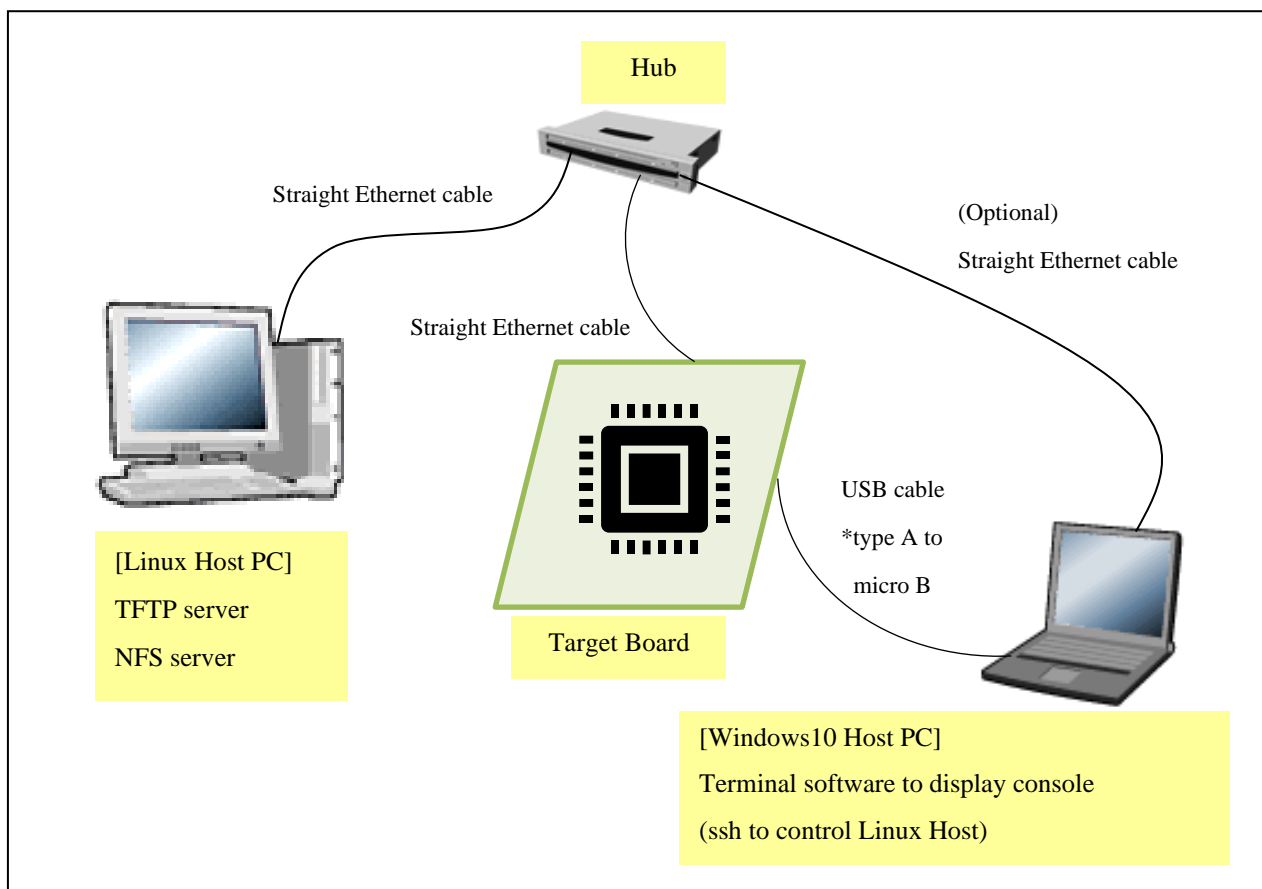 Hub
Straight Ethernet cable
(Optional)
Straight Ethernet cable
Straight Ethernet cable
USB cable
*type A to
micro B
[Linux Host PC]
TFTP server
NFS server
Target Board
[Windows10 Host PC]
Terminal software to display console
(ssh to control Linux Host)